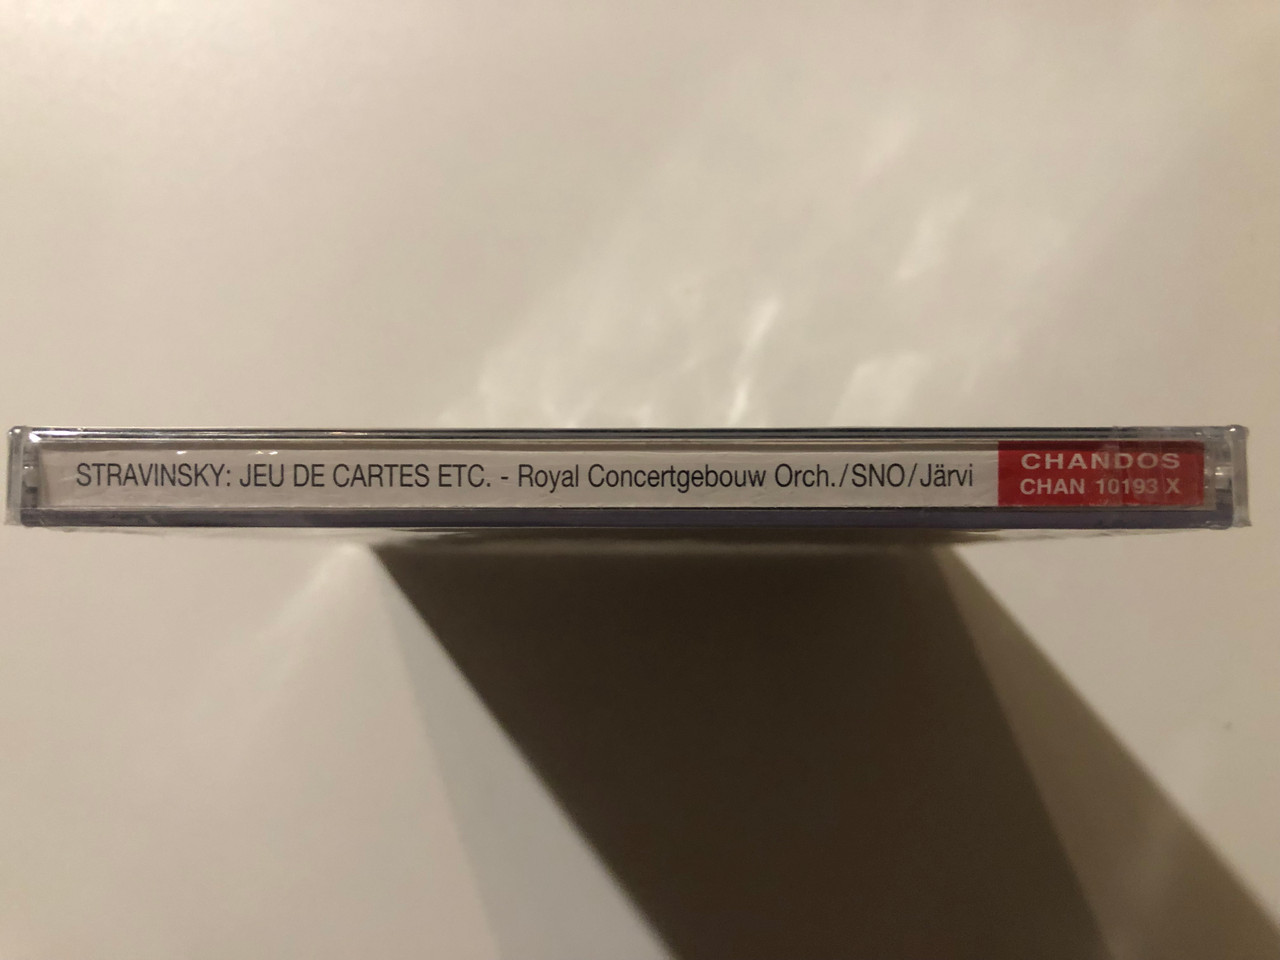 STRAVINSKY: JEU DE CARTES ETC. - Royal Concertgebouw Orch./SNO/Järvi
CHANDOS
CHAN 10193 X